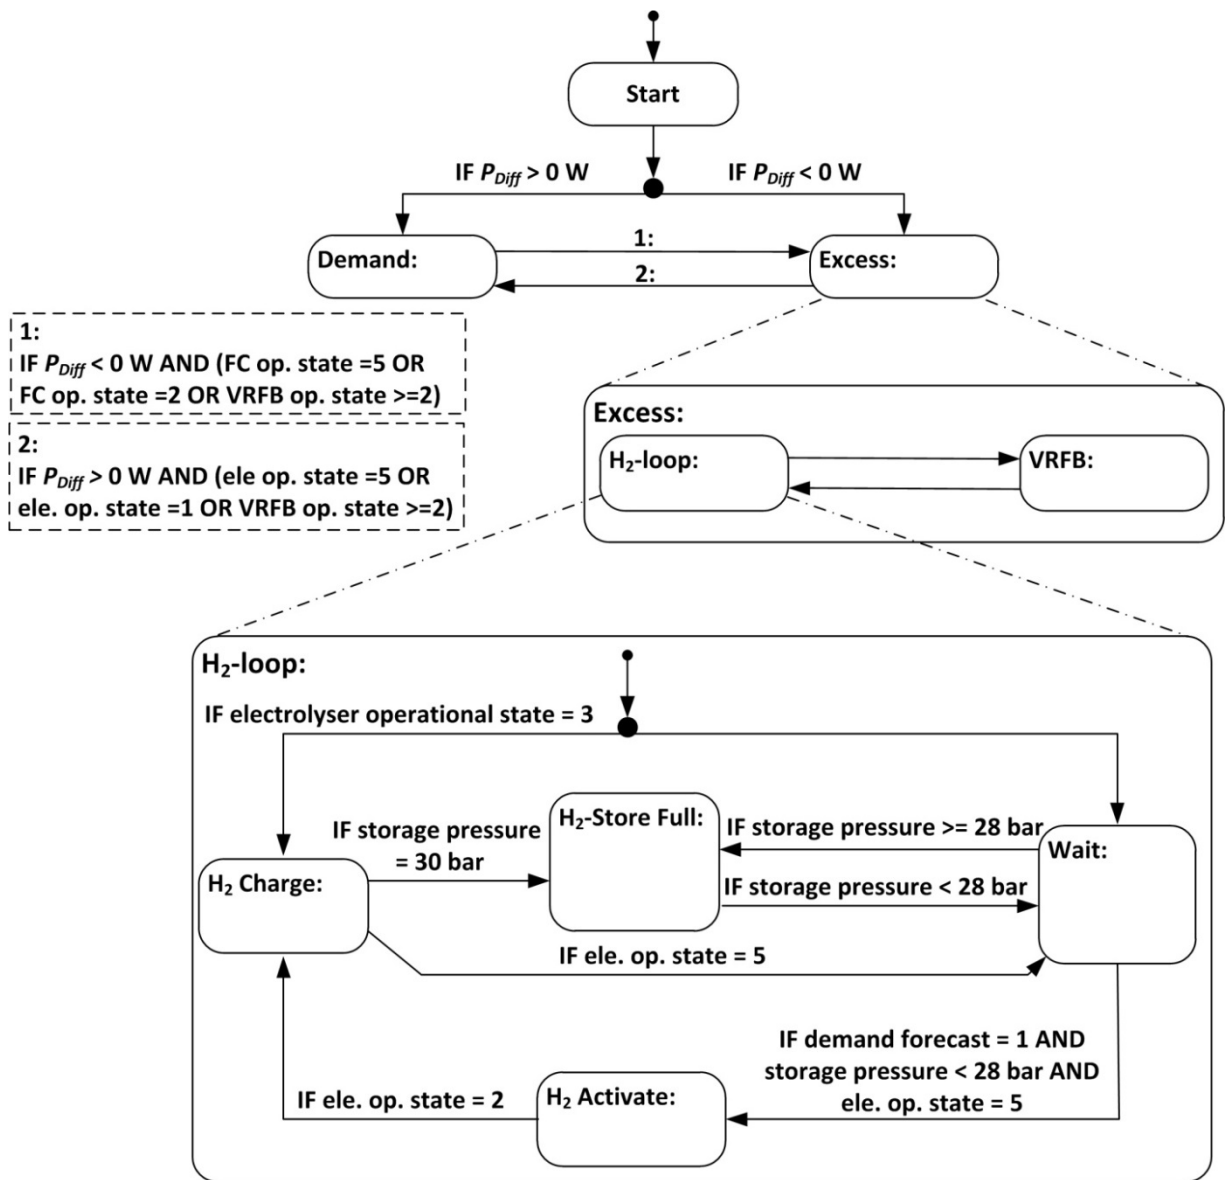 Start
IF P_Diff > 0 W
IF P_Diff < 0 W
Demand:
1:
2:
Excess:
1:
IF P_Diff < 0 W AND (FC op. state =5 OR
FC op. state =2 OR VRFB op. state >=2)
2:
IF P_Diff > 0 W AND (ele op. state =5 OR
ele. op. state =1 OR VRFB op. state >=2)
Excess:
H₂-loop:
VRFB:
H₂-loop:
IF electrolyser operational state = 3
IF storage pressure
= 30 bar
H₂-Store Full:
IF storage pressure >= 28 bar
Wait:
H₂ Charge:
IF storage pressure < 28 bar
IF ele. op. state = 5
IF demand forecast = 1 AND
storage pressure < 28 bar AND
ele. op. state = 5
IF ele. op. state = 2
H₂ Activate: